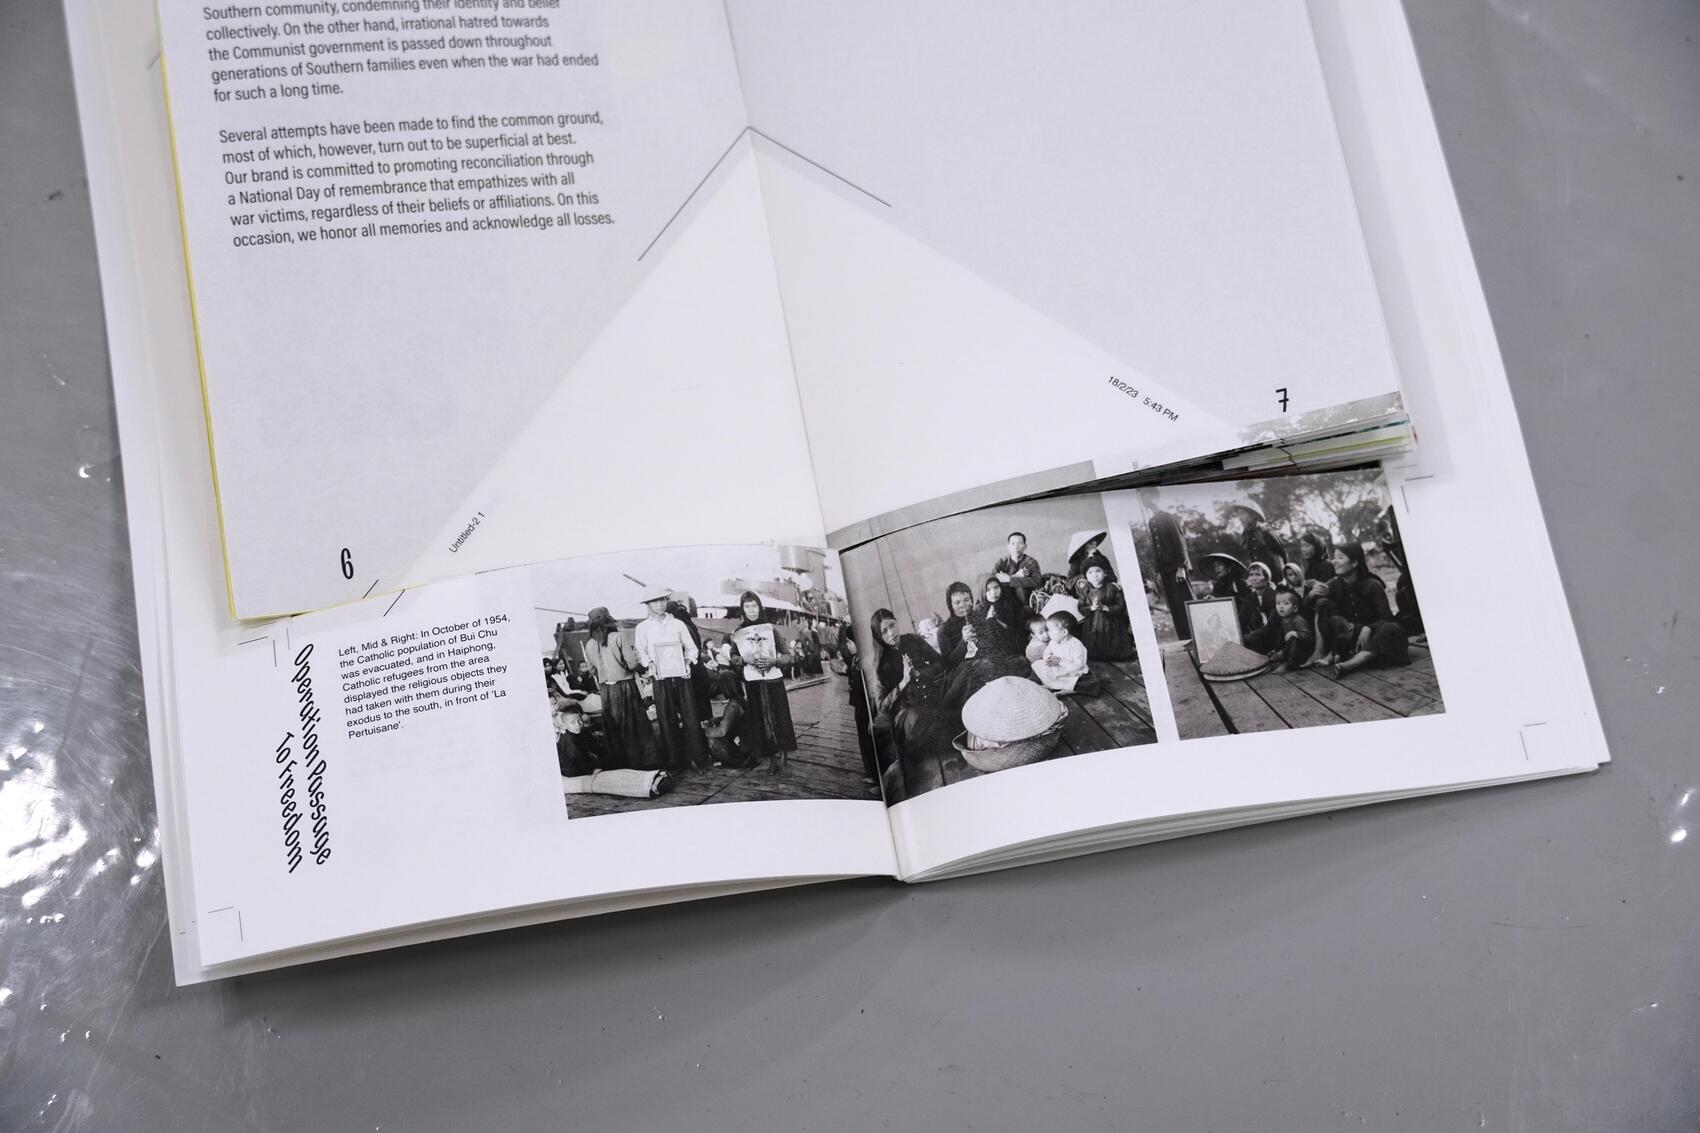 Southern community, condemning their identity and belief
collectively. On the other hand, irrational hatred towards
the Communist government is passed down throughout
generations of Southern families even when the war had ended
for such a long time.
Several attempts have been made to find the common ground,
most of which, however, turn out to be superficial at best.
Our brand is committed to promoting reconciliation through
a National Day of remembrance that empathizes with all
war victims, regardless of their beliefs or affiliations. On this
occasion, we honor all memories and acknowledge all losses.
6
Untitled-2 1
18/2/23 5:43 PM
7
Operation Passage
To Freedom
Left, Mid & Right: In October of 1954,
the Catholic population of Bui Chu
was evacuated, and in Haiphong,
Catholic refugees from the area
displayed the religious objects they
had taken with them during their
exodus to the south, in front of 'La
Pertuisane'.